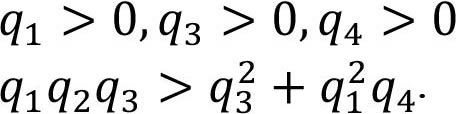 q₁ > 0, q₃ > 0, q₄ > 0
q₁q₂q₃ > q₃² + q₁²q₄.